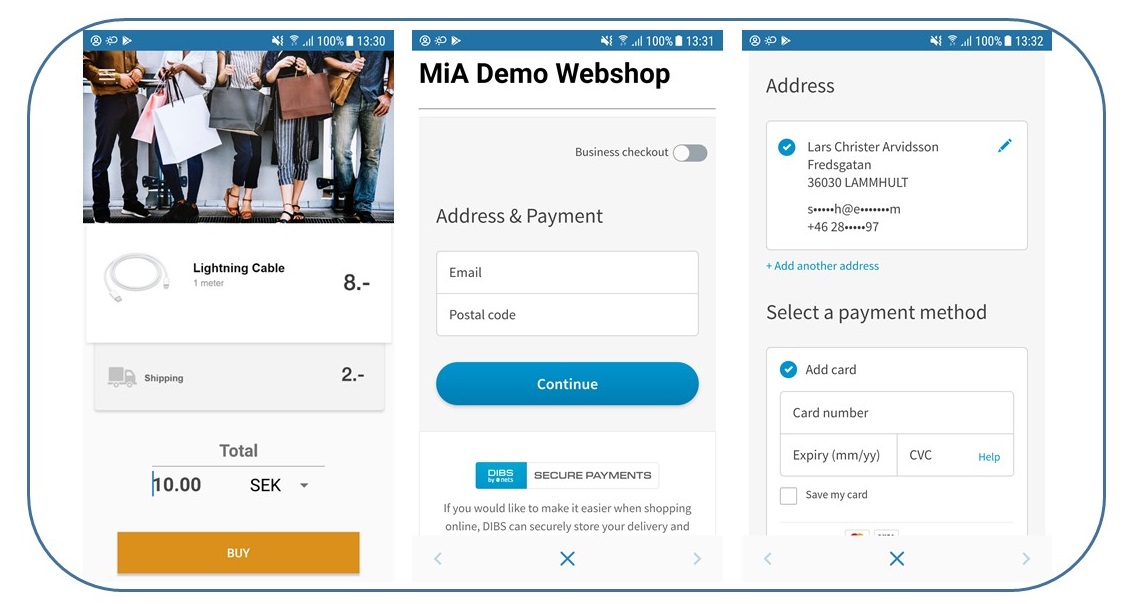 100% 13:30
Lightning Cable
1 meter
8.-
Shipping
2.-
Total
10.00 SEK
BUY
100% 13:31
MiA Demo Webshop
Business checkout
Address & Payment
Email
Postal code
Continue
DIBS
by nets
SECURE PAYMENTS
If you would like to make it easier when shopping
online, DIBS can securely store your delivery and
100% 13:32
Address
Lars Christer Arvidsson
Fredsgatan
36030 LAMMHULT
s•••••h@e•••••••m
+46 28•••••97
+ Add another address
Select a payment method
Add card
Card number
Expiry (mm/yy) CVC Help
Save my card